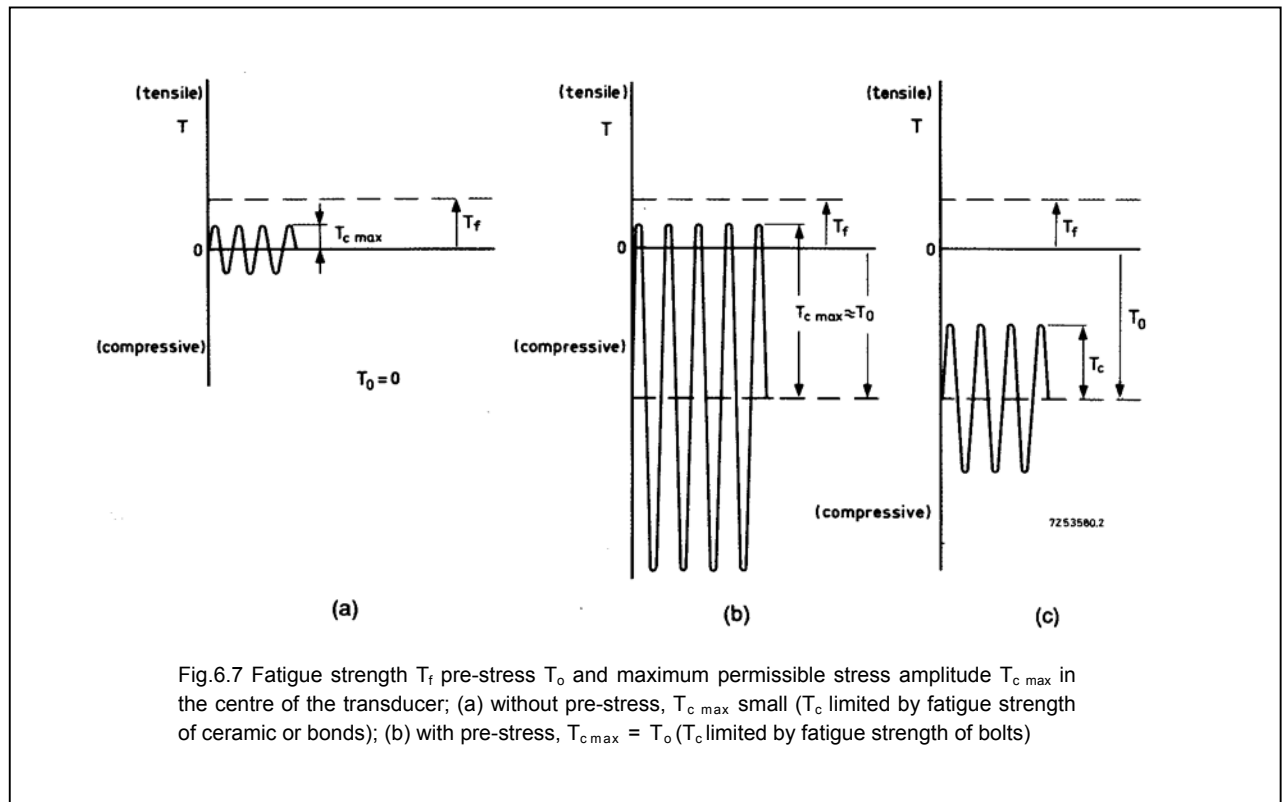 (tensile)
T
T_f
T_c max
0
(compressive)
T_0 = 0
(a)
(tensile)
T
T_f
0
T_c max ≈ T_0
(compressive)
(b)
(tensile)
T
T_f
0
T_0
T_c
(compressive)
7253560.2
(c)
Fig.6.7 Fatigue strength T_f pre-stress T_o and maximum permissible stress amplitude T_c max in
the centre of the transducer; (a) without pre-stress, T_c max small (T_c limited by fatigue strength
of ceramic or bonds); (b) with pre-stress, T_c max = T_o (T_c limited by fatigue strength of bolts)